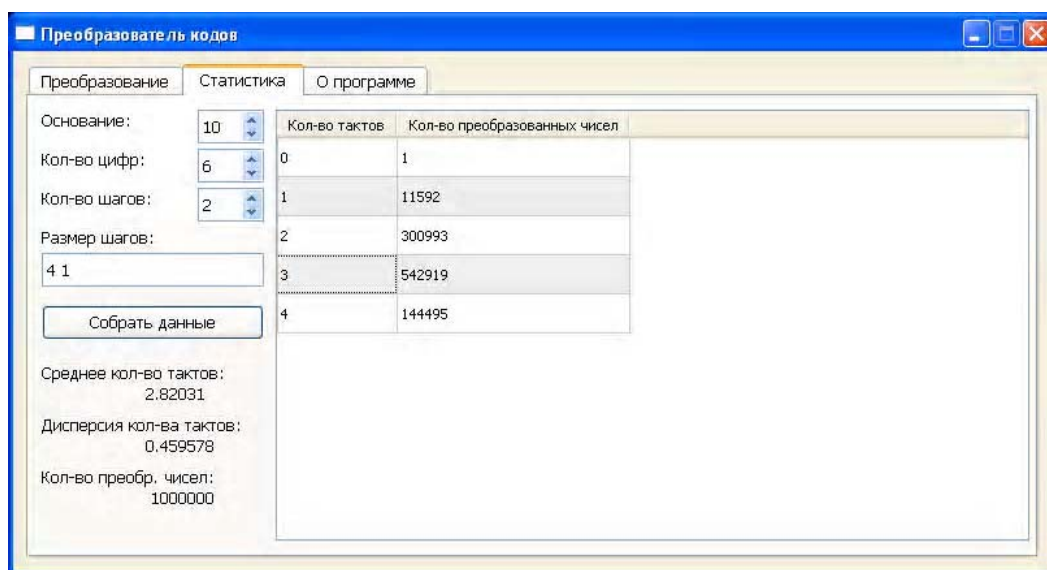 Преобразователь кодов
Преобразование Статистика О программе
Основание: 10
Кол-во цифр: 6
Кол-во шагов: 2
Размер шагов:
4 1
Собрать данные
Среднее кол-во тактов:
2.82031
Дисперсия кол-ва тактов:
0.459578
Кол-во преобр. чисел:
1000000
Кол-во тактов Кол-во преобразованных чисел
0 1
1 11592
2 300993
3 542919
4 144495